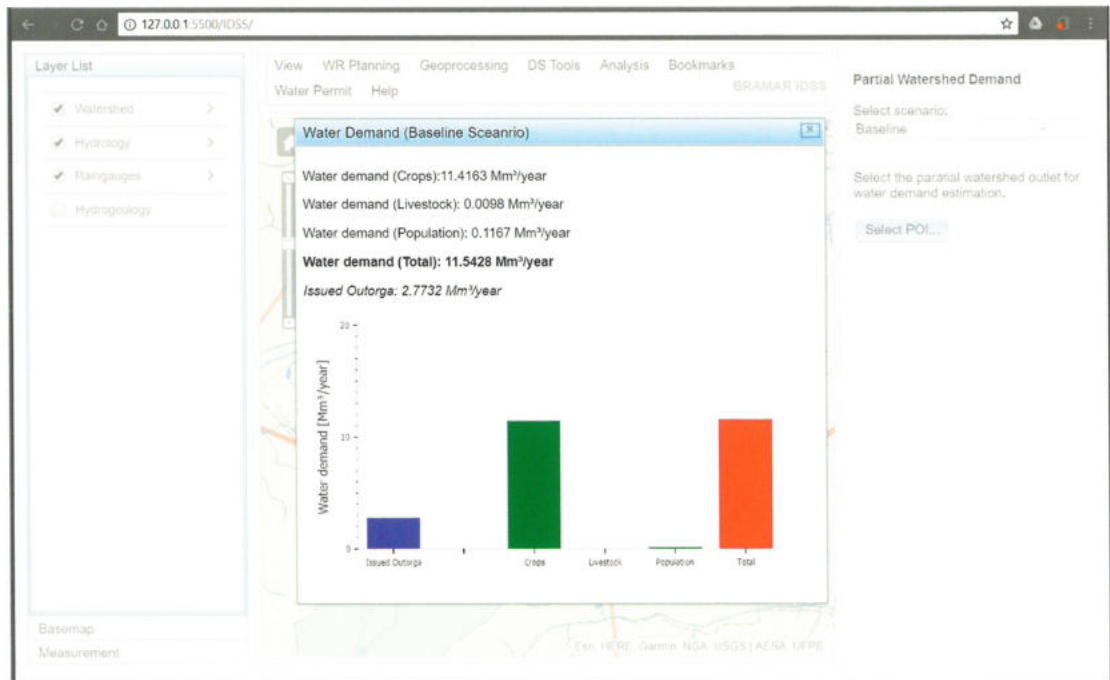 127.0.0.1:5500/IDSS/
Layer List
Watershed
Hydrology
Raingauges
Hydrogeology
Basemap
Measurement
View WR Planning Geoprocessing DS Tools Analysis Bookmarks
Water Permit Help
BRAMAR IDSS
Water Demand (Baseline Sceanrio)
Water demand (Crops):11.4163 Mm³/year
Water demand (Livestock): 0.0098 Mm³/year
Water demand (Population): 0.1167 Mm³/year
Water demand (Total): 11.5428 Mm³/year
Issued Outorga: 2.7732 Mm³/year
Water demand [Mm³/year]
20
10
0
Issued Outorga Crops Livestock Population Total
Esri, HERE, Garmin, NGA, USGS | AESA, UFPE
Partial Watershed Demand
Select scenario:
Baseline
Select the paratial watershed outlet for
water demand estimation.
Select POI...